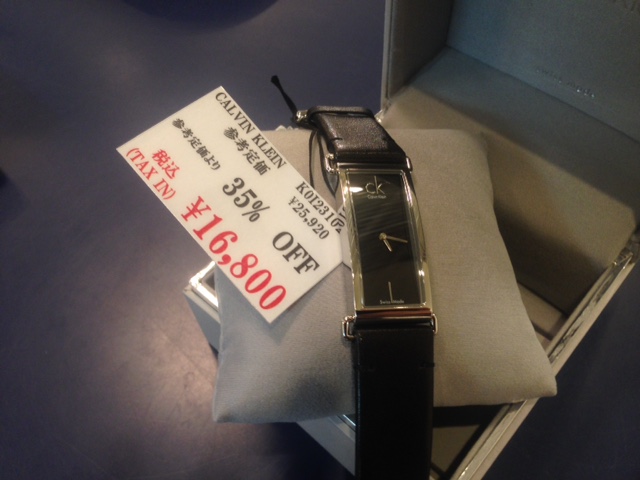 CALVIN KLEIN
参考定価
K0I23102
¥25,920
参考定価より
35% OFF
税込
(TAX IN)
¥16,800
ck
Calvin Klein
Swiss Made